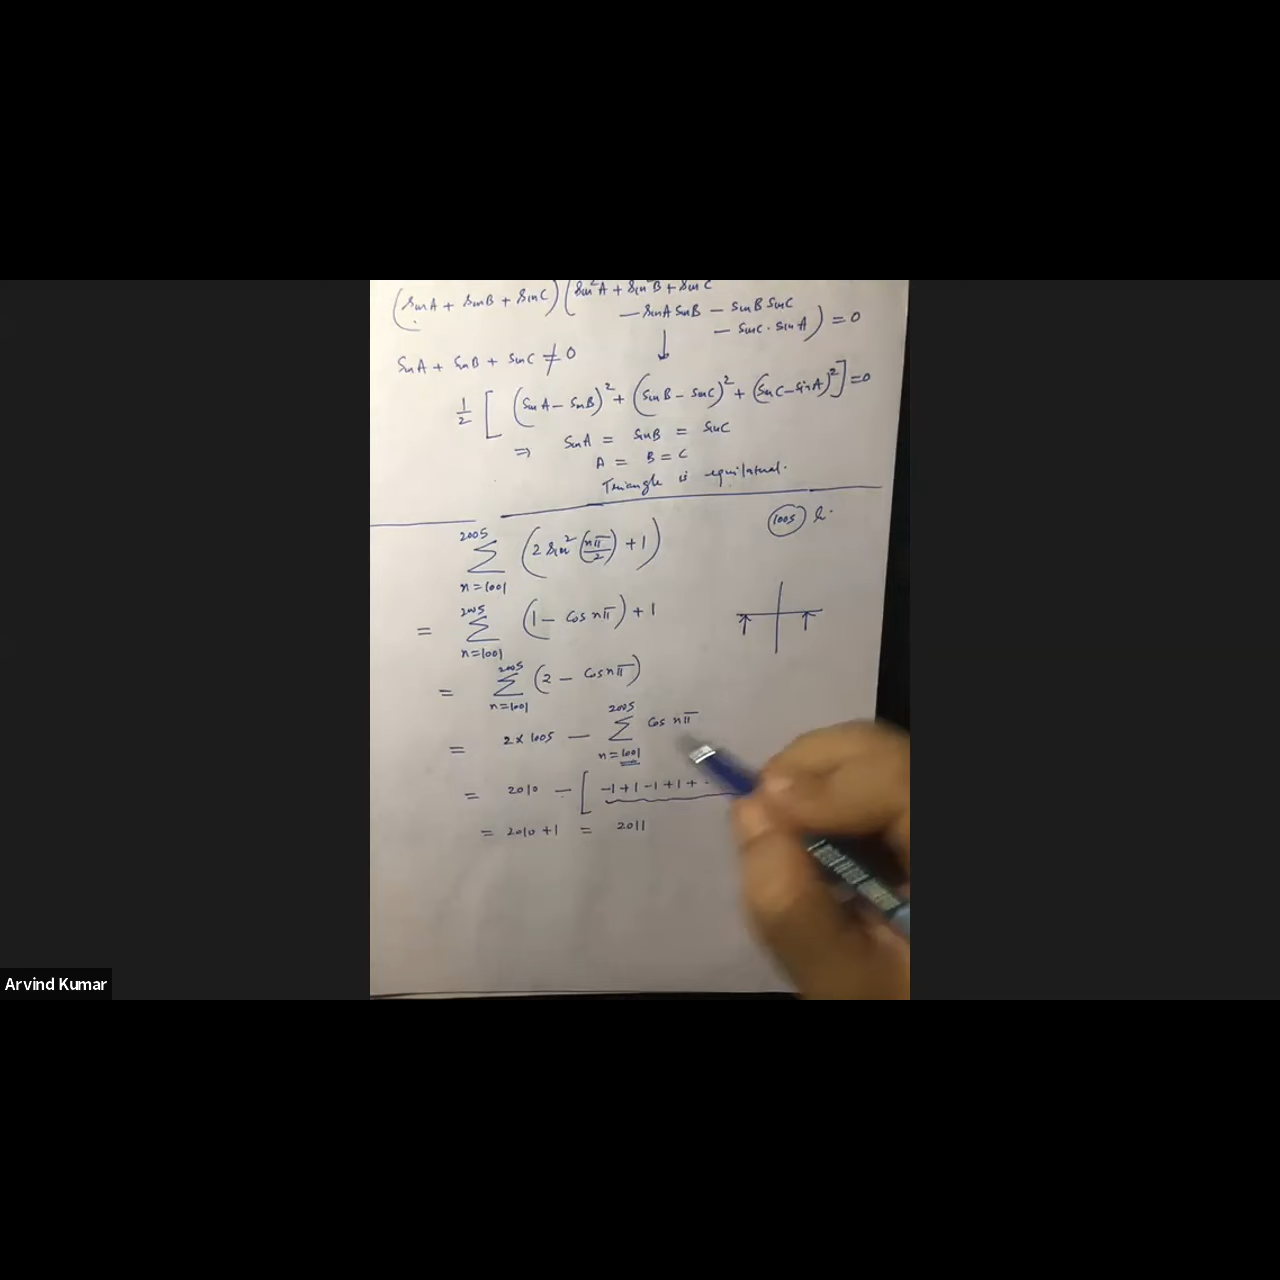 (SinA + SinB + SinC) (Sin²A + Sin²B + Sin²C
— SinA SinB — SinB SinC
— SinC · SinA) = 0
SinA + SinB + SinC ≠ 0
1/2 [(SinA — SinB)² + (SinB — SinC)² + (SinC — SinA)²] = 0
⇒ SinA = SinB = SinC
A = B = C
Triangle is equilateral.
1005
2005
∑ (2 Sin² (nπ/2) + 1)
n = 1001
2005
= ∑ (1 — Cos nπ) + 1
n = 1001
2005
= ∑ (2 — Cos nπ)
n = 1001
2005
= 2 × 1005 — ∑ Cos nπ
n = 1001
= 2010 — [ —1 + 1 — 1 + 1 + ·
= 2010 + 1 = 2011
Arvind Kumar